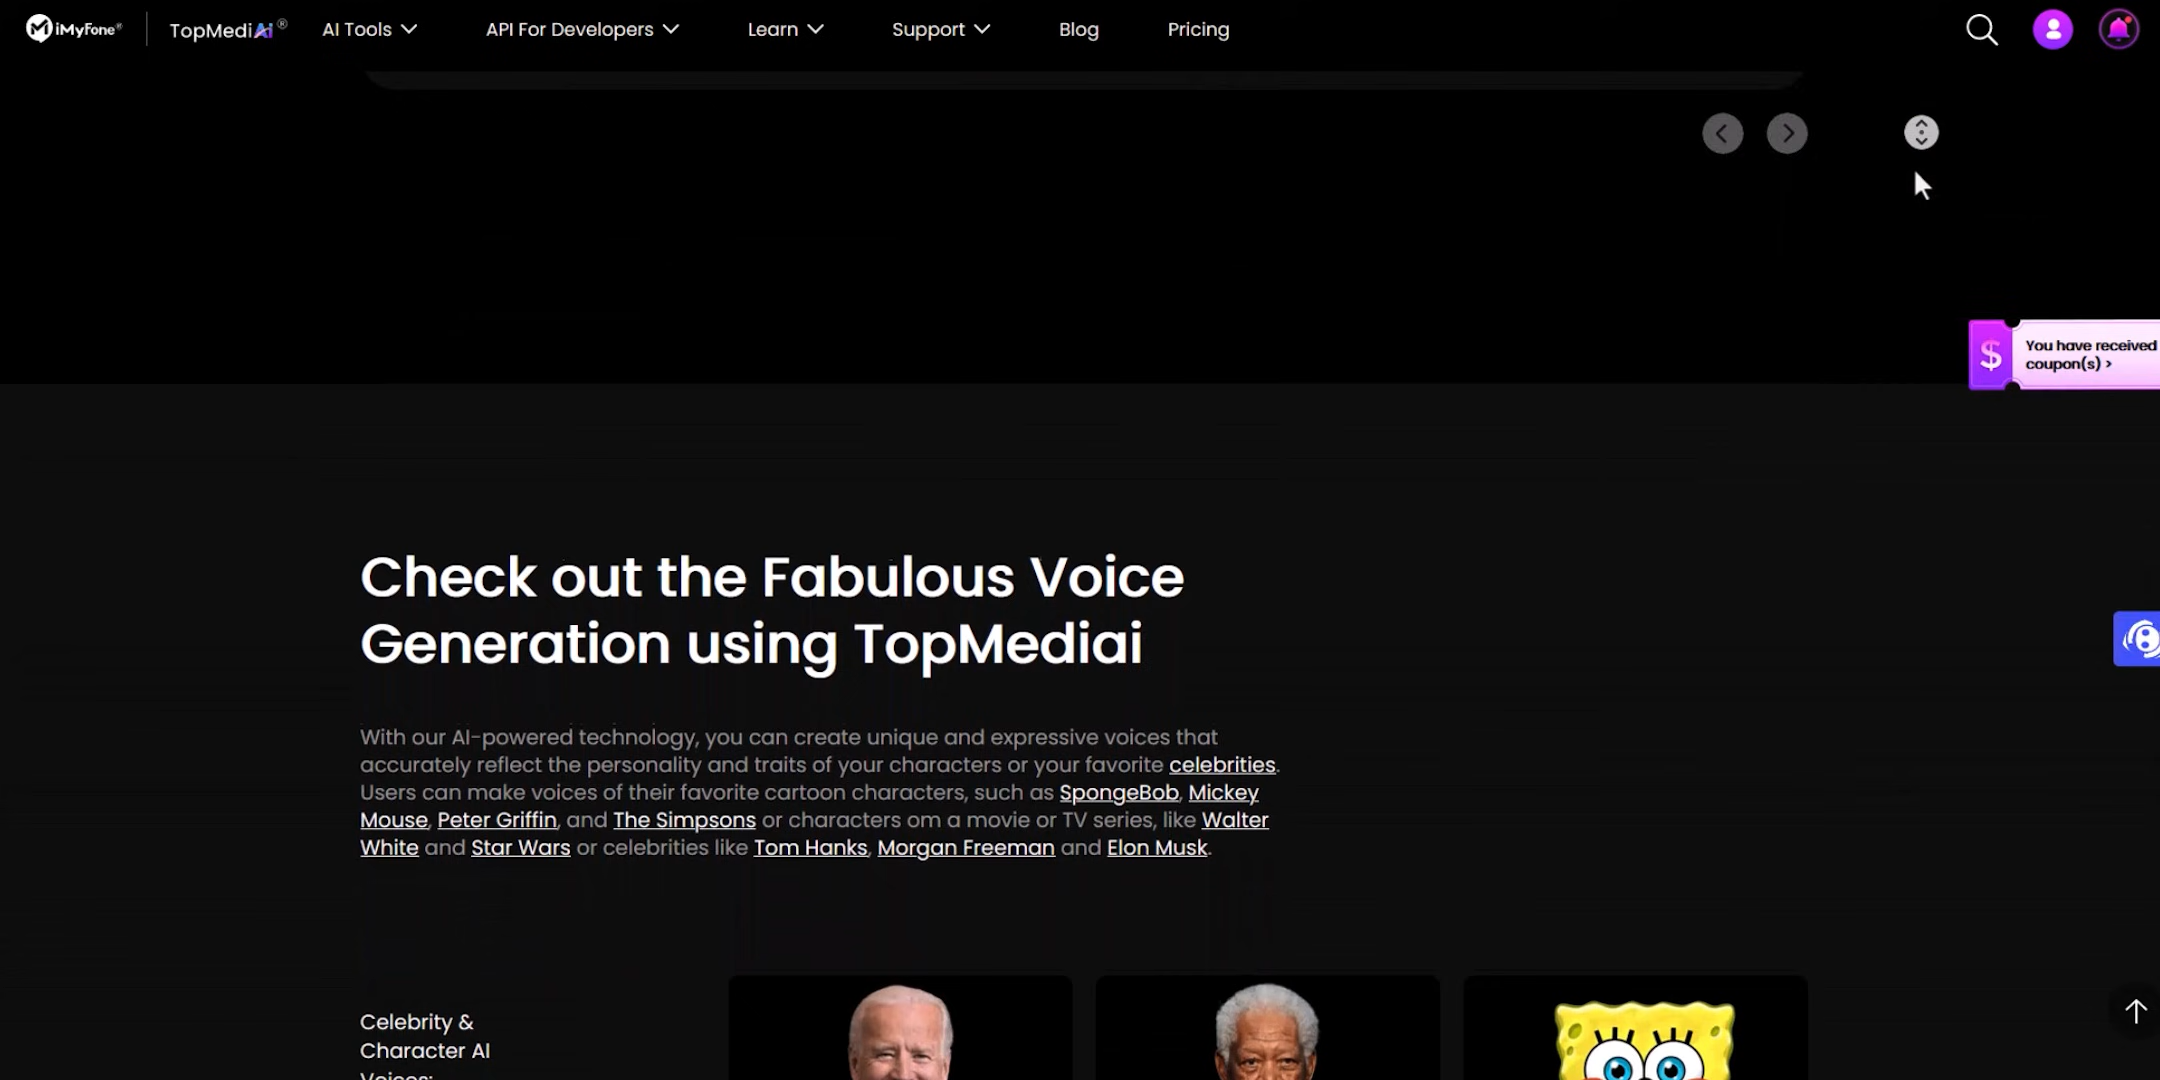 iMyFone® TopMediAi® AI Tools API For Developers Learn Support Blog Pricing
You have received
coupon(s) >
Check out the Fabulous Voice
Generation using TopMediai
With our AI-powered technology, you can create unique and expressive voices that
accurately reflect the personality and traits of your characters or your favorite celebrities.
Users can make voices of their favorite cartoon characters, such as SpongeBob, Mickey
Mouse, Peter Griffin, and The Simpsons or characters om a movie or TV series, like Walter
White and Star Wars or celebrities like Tom Hanks, Morgan Freeman and Elon Musk.
Celebrity &
Character AI
Voices: